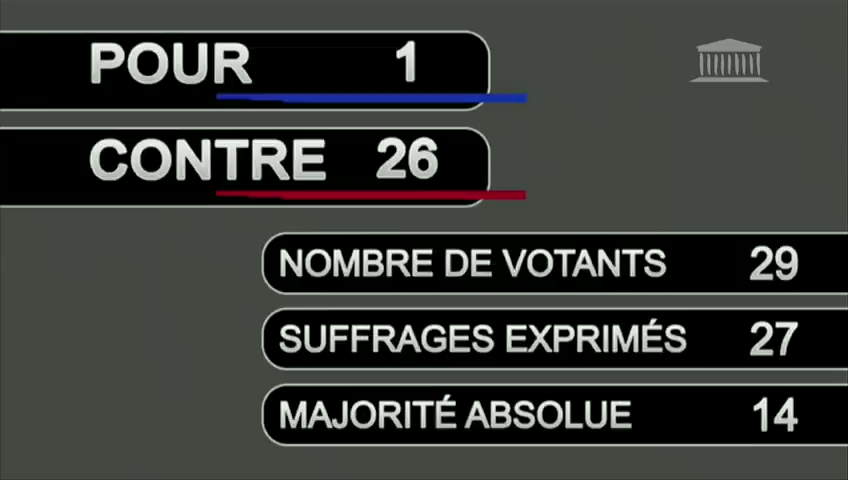 POUR 1
CONTRE 26
NOMBRE DE VOTANTS 29
SUFFRAGES EXPRIMÉS 27
MAJORITÉ ABSOLUE 14